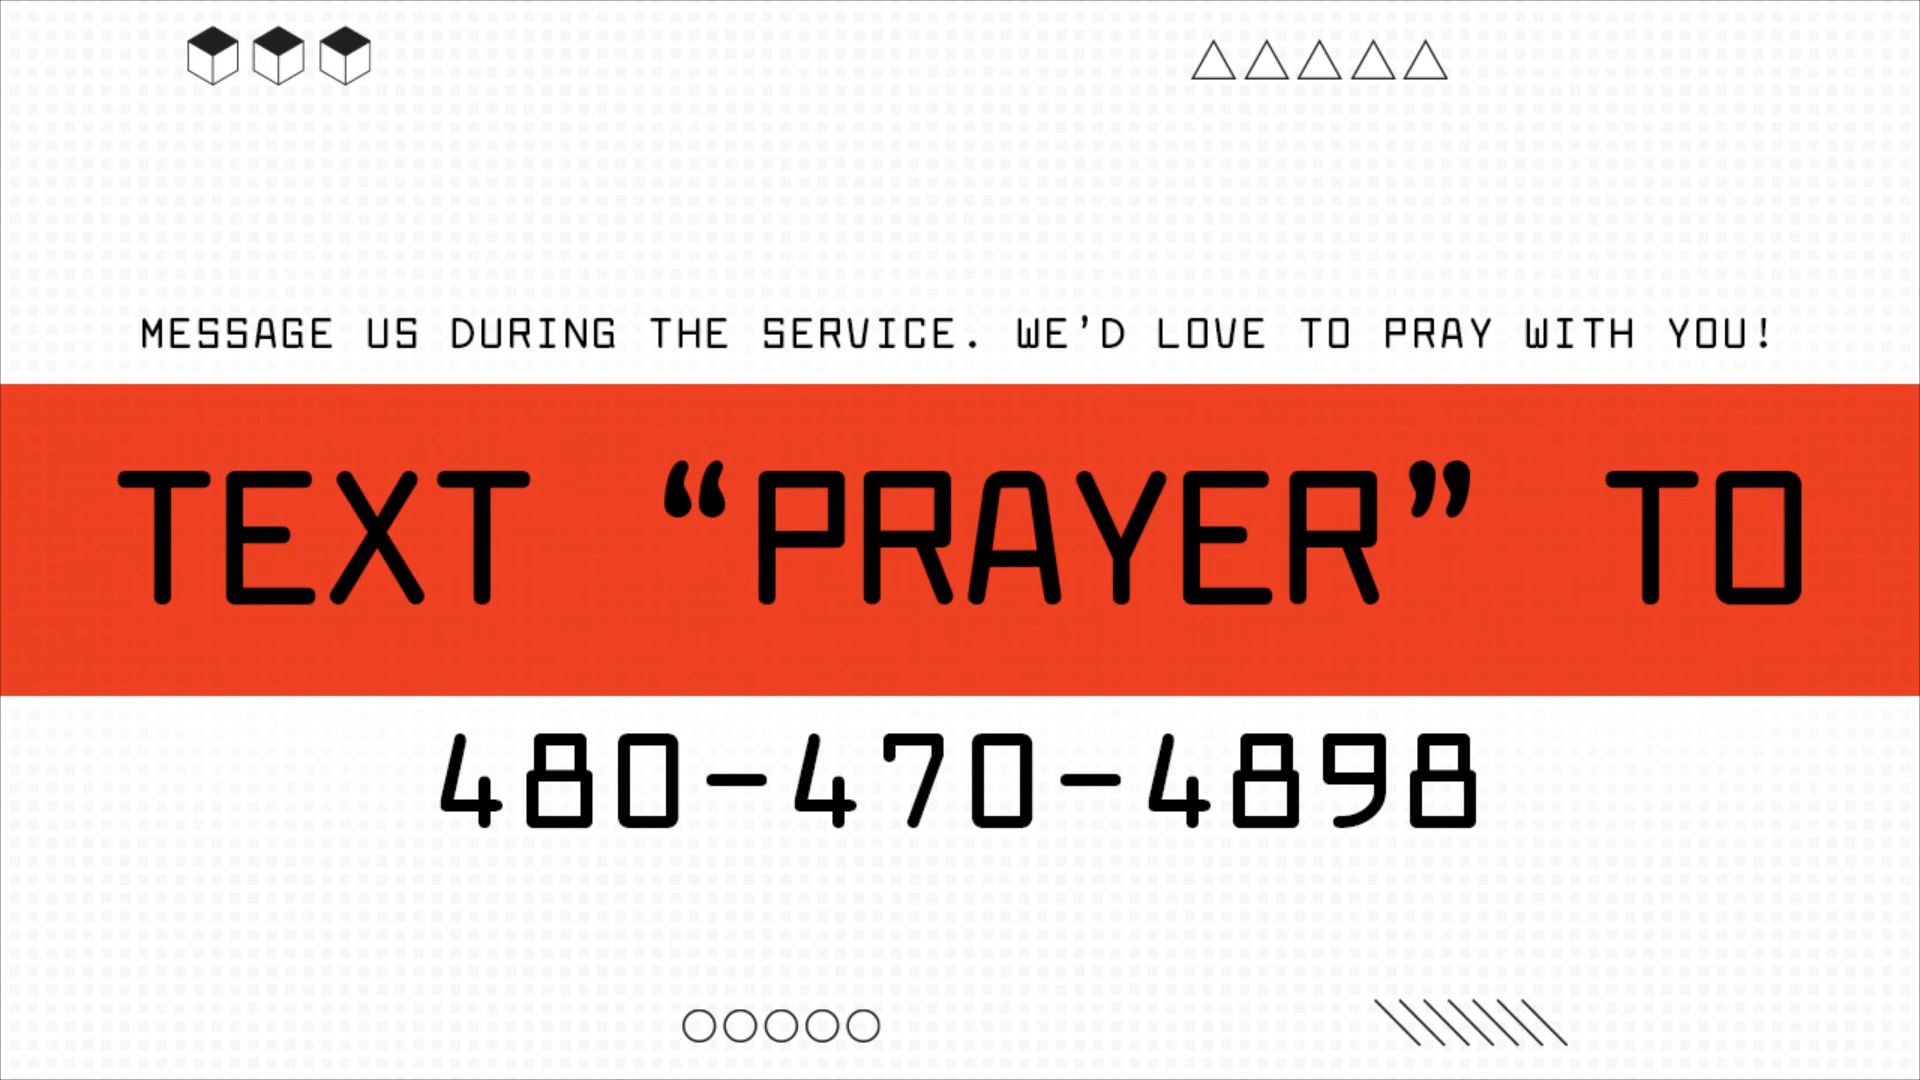 MESSAGE US DURING THE SERVICE. WE’D LOVE TO PRAY WITH YOU!
TEXT “PRAYER” TO
480-470-4898